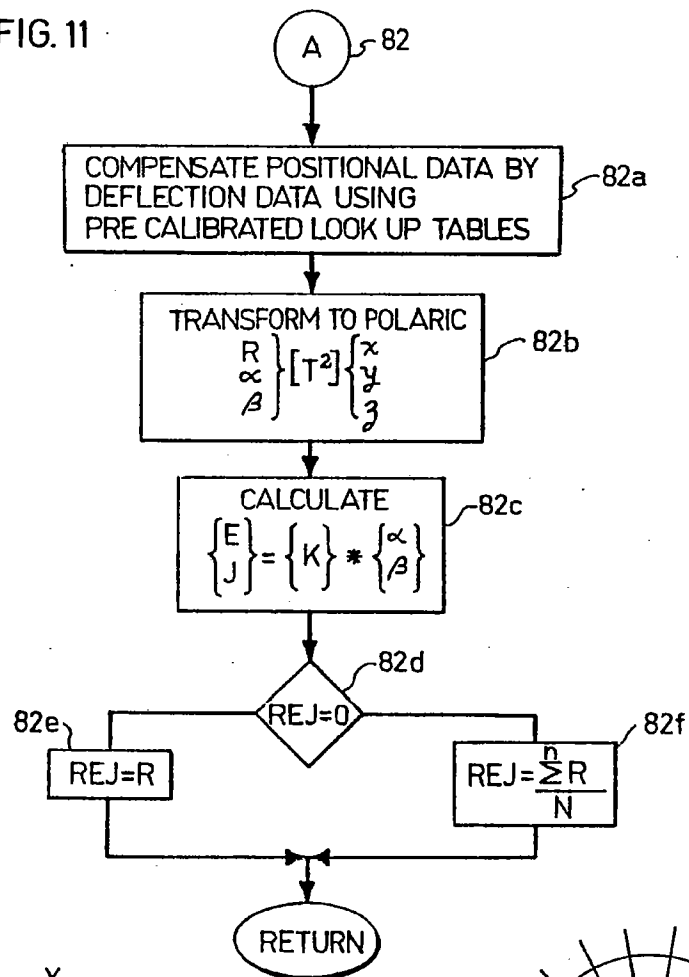 FIG. 11
A
82
COMPENSATE POSITIONAL DATA BY
DEFLECTION DATA USING
PRE CALIBRATED LOOK UP TABLES
82a
TRANSFORM TO POLARIC
R
α
β
} [T²] {
x
y
z
82b
CALCULATE
{E J} = {K} * {α β}
82c
82d
REJ=0
82e
REJ=R
82f
REJ = n Σ R
N
RETURN